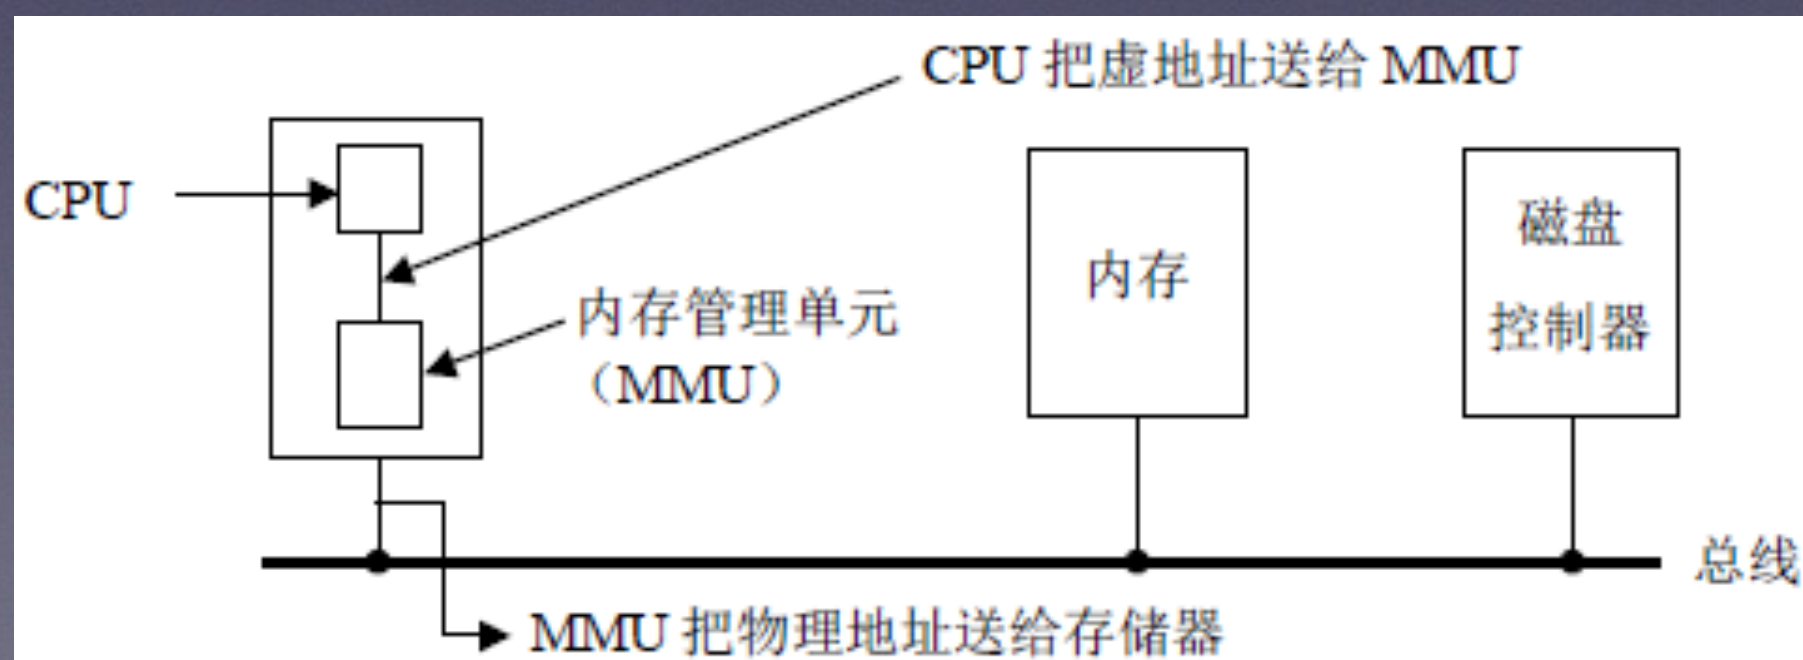 CPU 把虚地址送给 MMU
CPU
内存管理单元
（MMU）
内存
磁盘
控制器
总线
MMU 把物理地址送给存储器